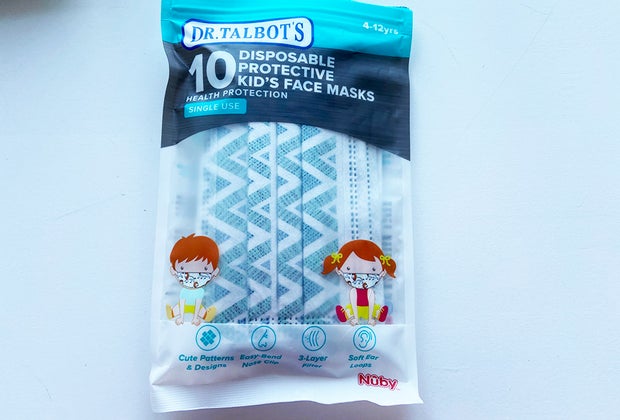 DR. TALBOT'S
4-12yrs
10 DISPOSABLE
PROTECTIVE
KID'S FACE MASKS
HEALTH PROTECTION
SINGLE USE
Cute Patterns
& Designs
Easy-Bend
Nose Clip
3-Layer
Filter
Soft Ear
Loops
Nûby